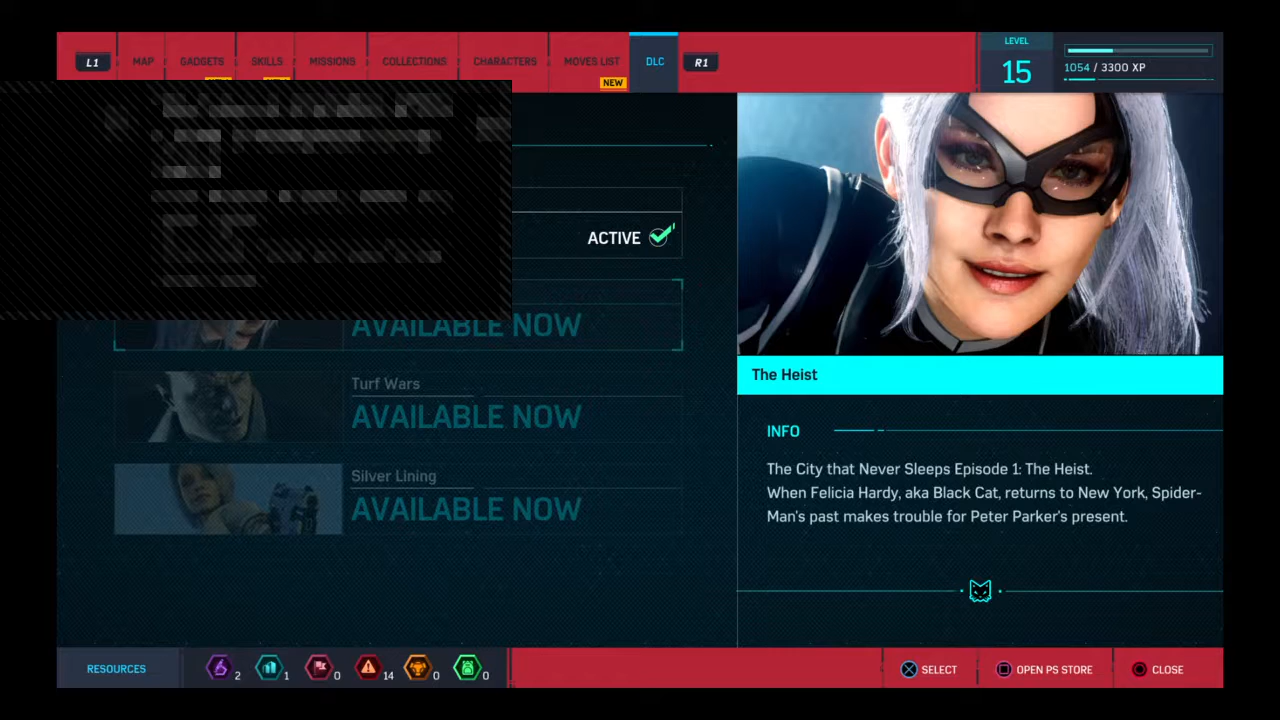 L1 MAP GADGETS SKILLS MISSIONS COLLECTIONS CHARACTERS MOVES LIST DLC R1
NEW
LEVEL
15
1054 / 3300 XP
ACTIVE
AVAILABLE NOW
Turf Wars
AVAILABLE NOW
Silver Lining
AVAILABLE NOW
The Heist
INFO
The City that Never Sleeps Episode 1: The Heist.
When Felicia Hardy, aka Black Cat, returns to New York, Spider-
Man's past makes trouble for Peter Parker's present.
RESOURCES 2 1 0 14 0 0
SELECT OPEN PS STORE CLOSE